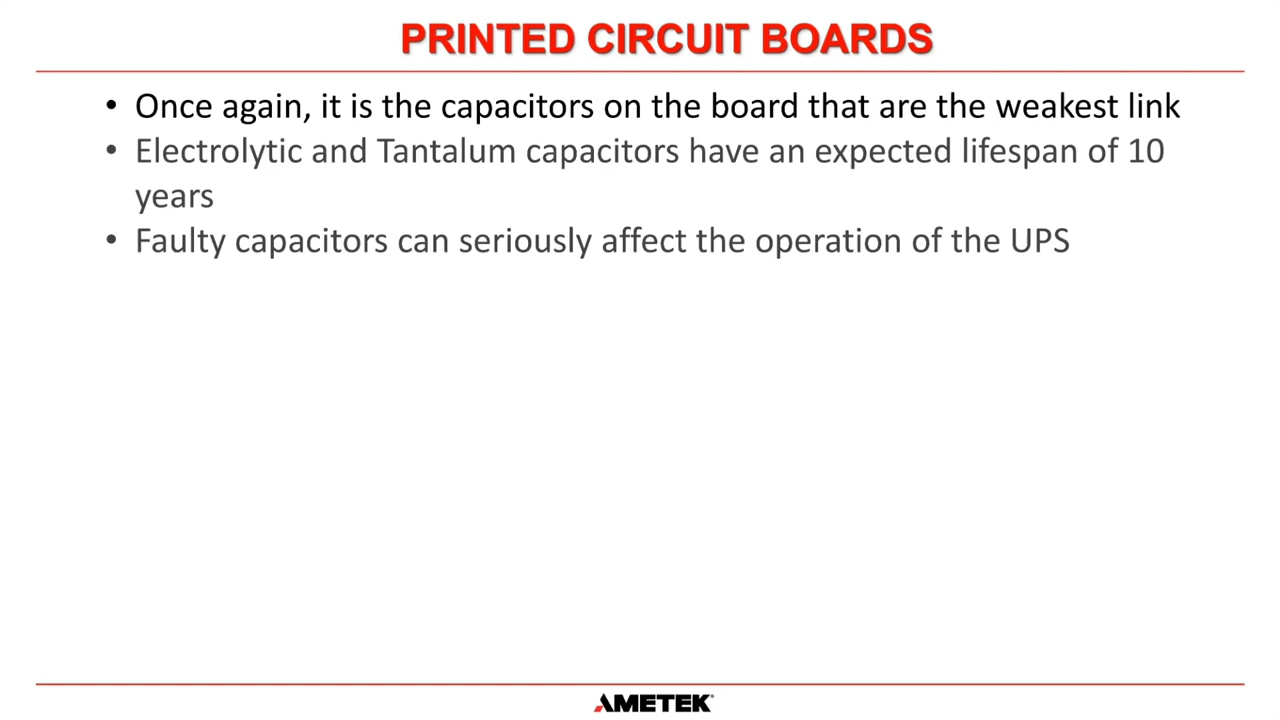 PRINTED CIRCUIT BOARDS
• Once again, it is the capacitors on the board that are the weakest link
• Electrolytic and Tantalum capacitors have an expected lifespan of 10
years
• Faulty capacitors can seriously affect the operation of the UPS
AMETEK®